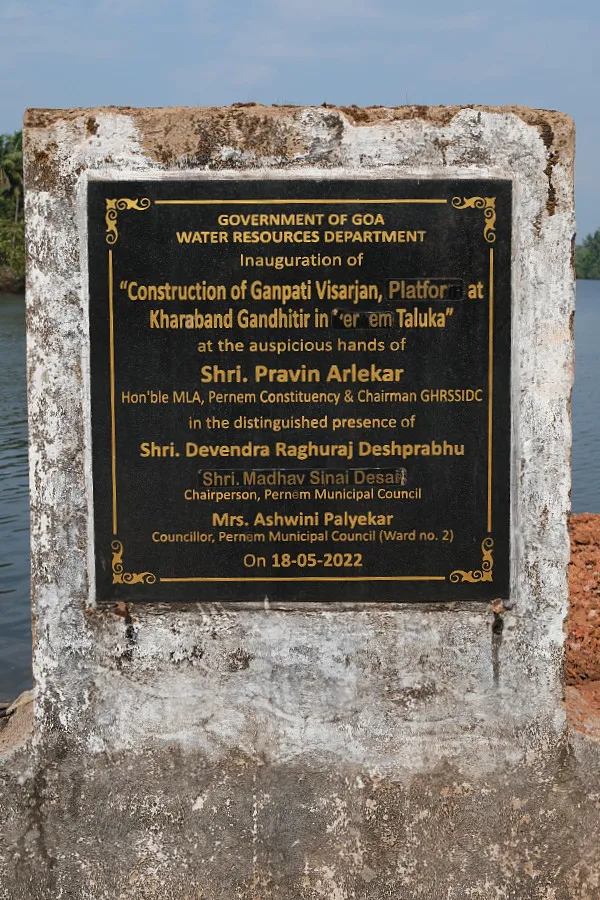 GOVERNMENT OF GOA
WATER RESOURCES DEPARTMENT
Inauguration of
"Construction of Ganpati Visarjan, at
Kharaband Gandhitir in Taluka"
at the auspicious hands of
Shri. Pravin Arlekar
Hon'ble MLA, Pernem Constituency & Chairman GHRSSIDC
in the distinguished presence of
Shri. Devendra Raghuraj Deshprabhu
Shri. Madhav Sinai Desai
Chairperson, Pernem Municipal Council
Mrs. Ashwini Palyekar
Councillor, Pernem Municipal Council (Ward no. 2)
On 18-05-2022